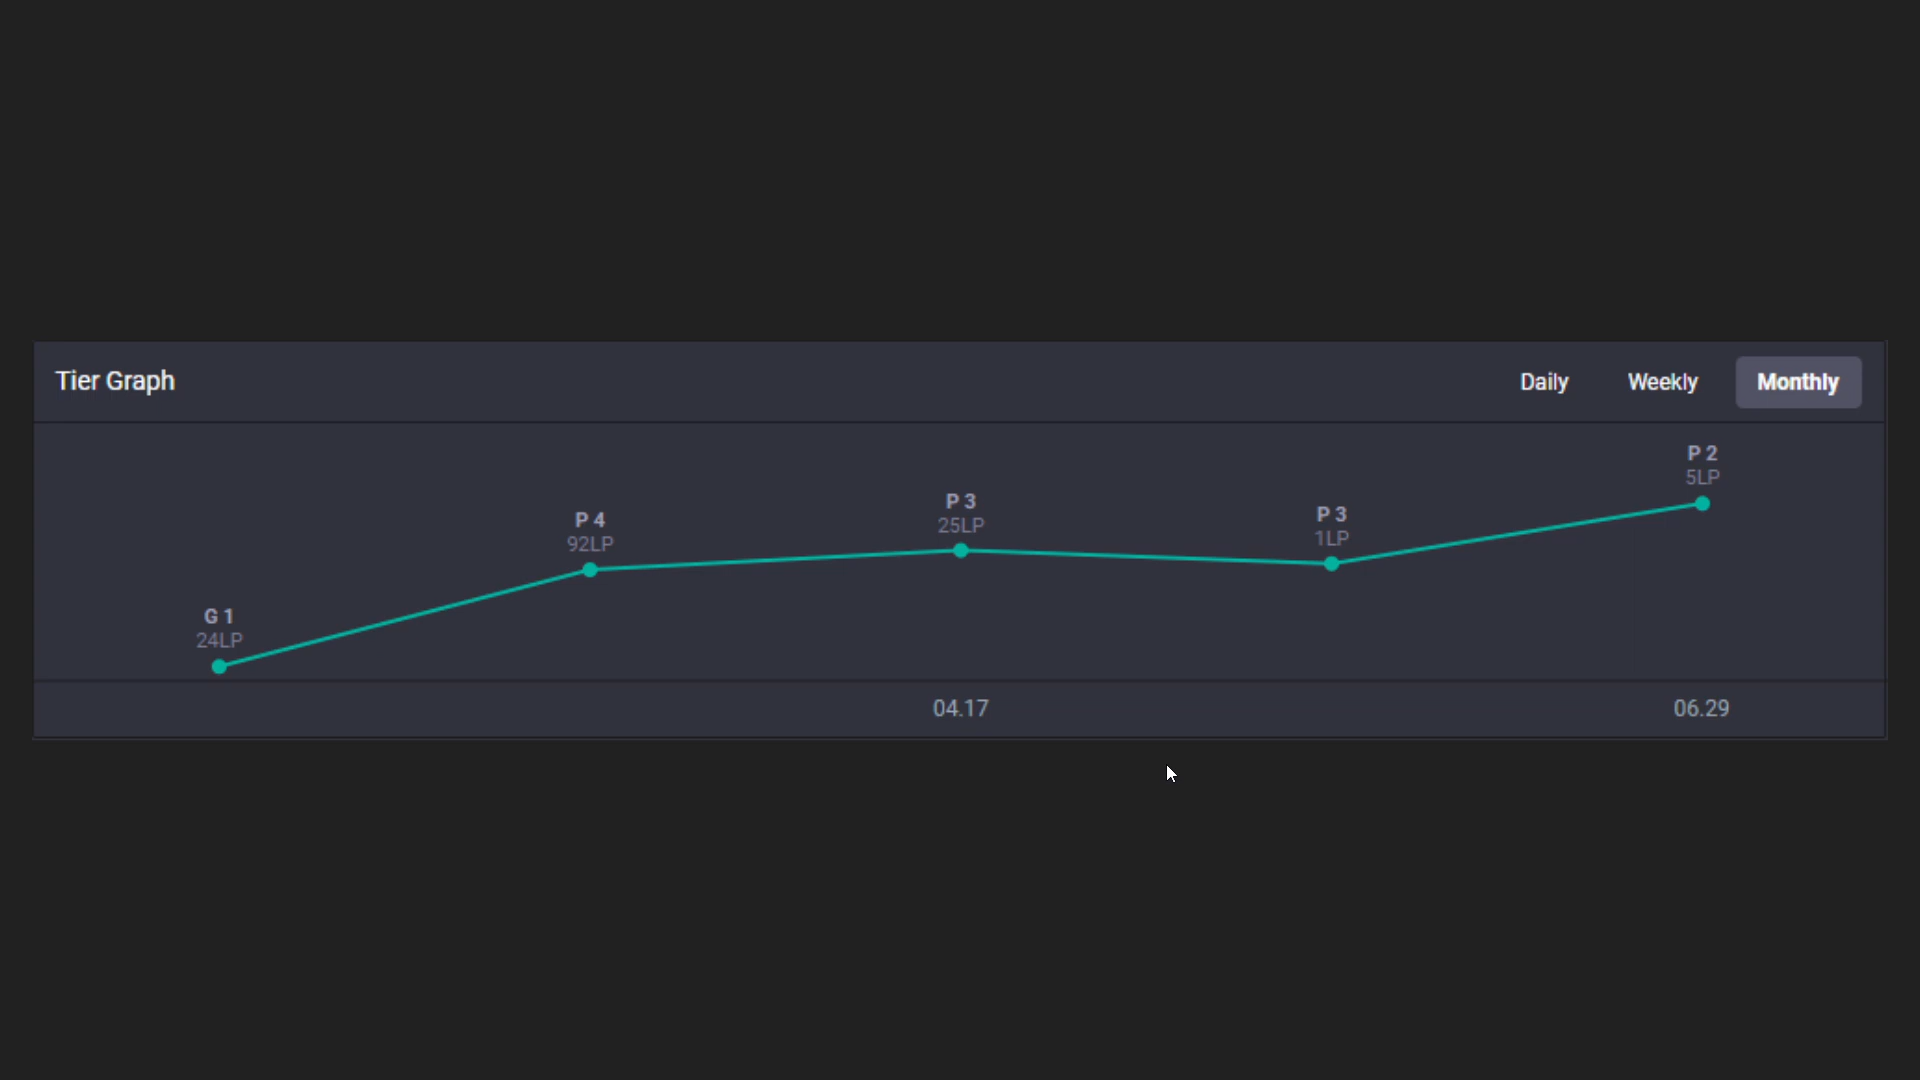 Tier Graph
Daily Weekly Monthly
G 1
24LP
P 4
92LP
P 3
25LP
P 3
1LP
P 2
5LP
04.17
06.29